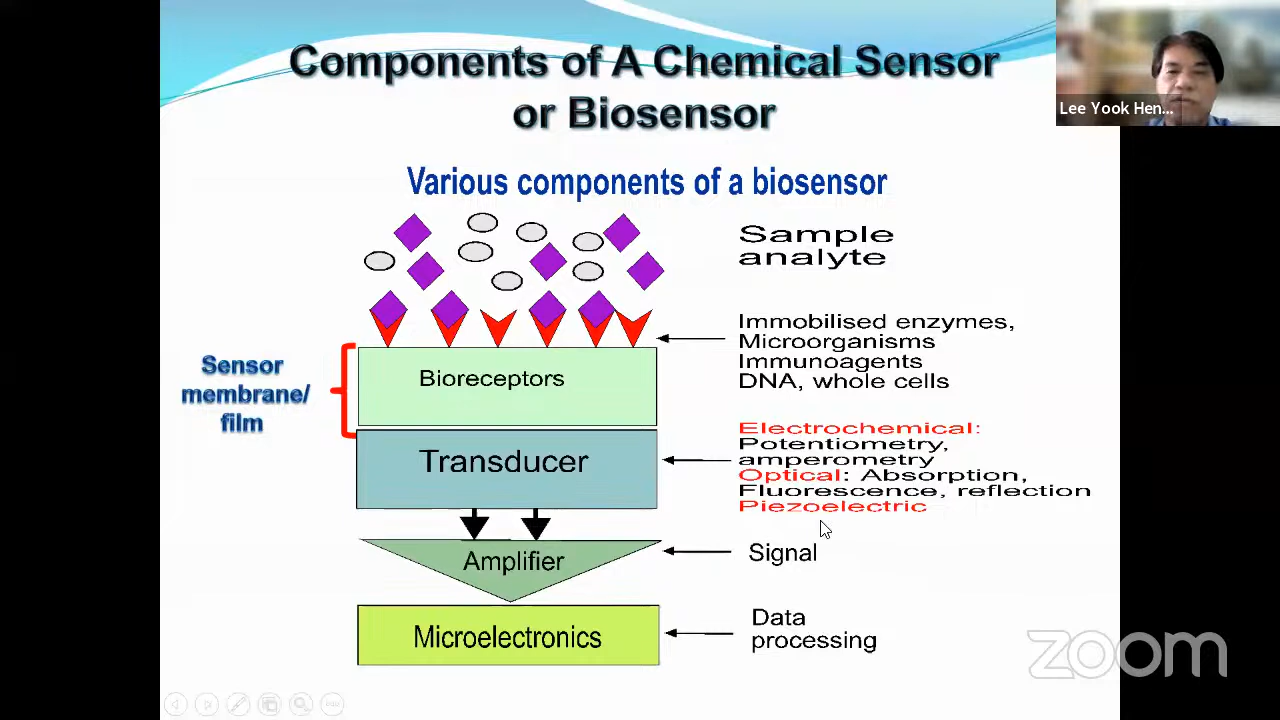 Components of A Chemical Sensor
or Biosensor
Lee Yook Hen...
Various components of a biosensor
Sample
analyte
Immobilised enzymes,
Microorganisms
Immunoagents
DNA, whole cells
Sensor
membrane/
film
Bioreceptors
Electrochemical:
Potentiometry,
amperometry
Optical: Absorption,
Fluorescence, reflection
Piezoelectric
Transducer
Amplifier
Signal
Microelectronics
Data
processing
zoom